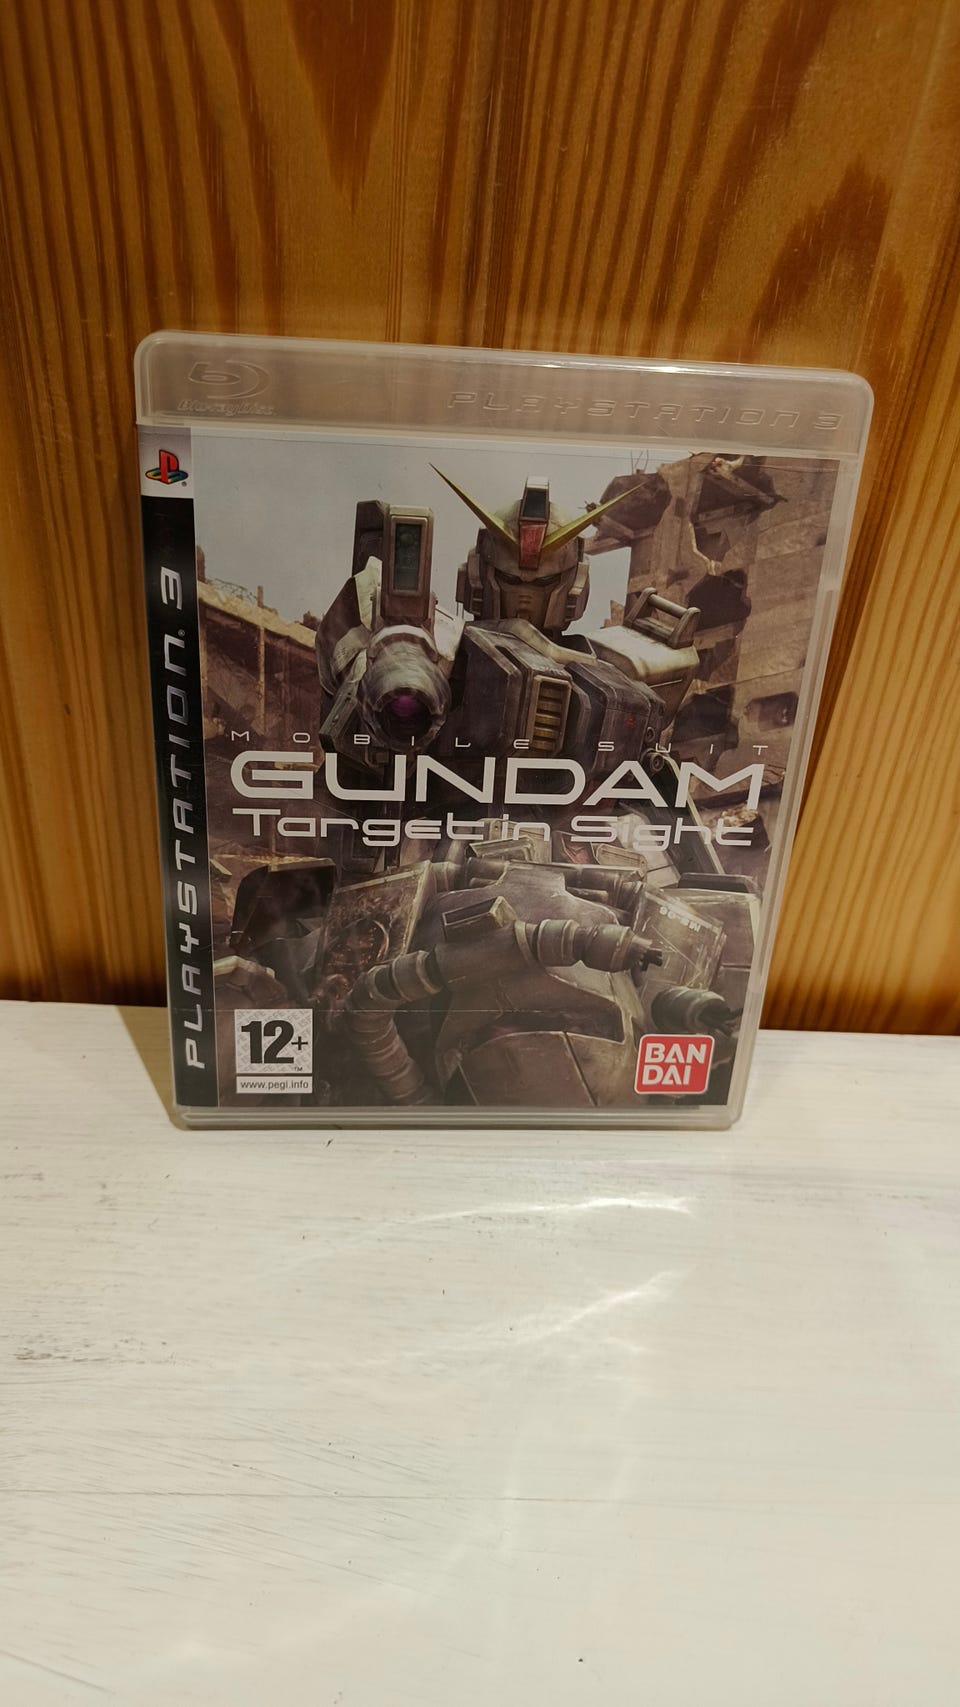 Blu-ray Disc
PLAYSTATION 3
PLAYSTATION®3
MOBILE SUIT
GUNDAM
Target in Sight
12+
™
www.pegi.info
BAN
DAI